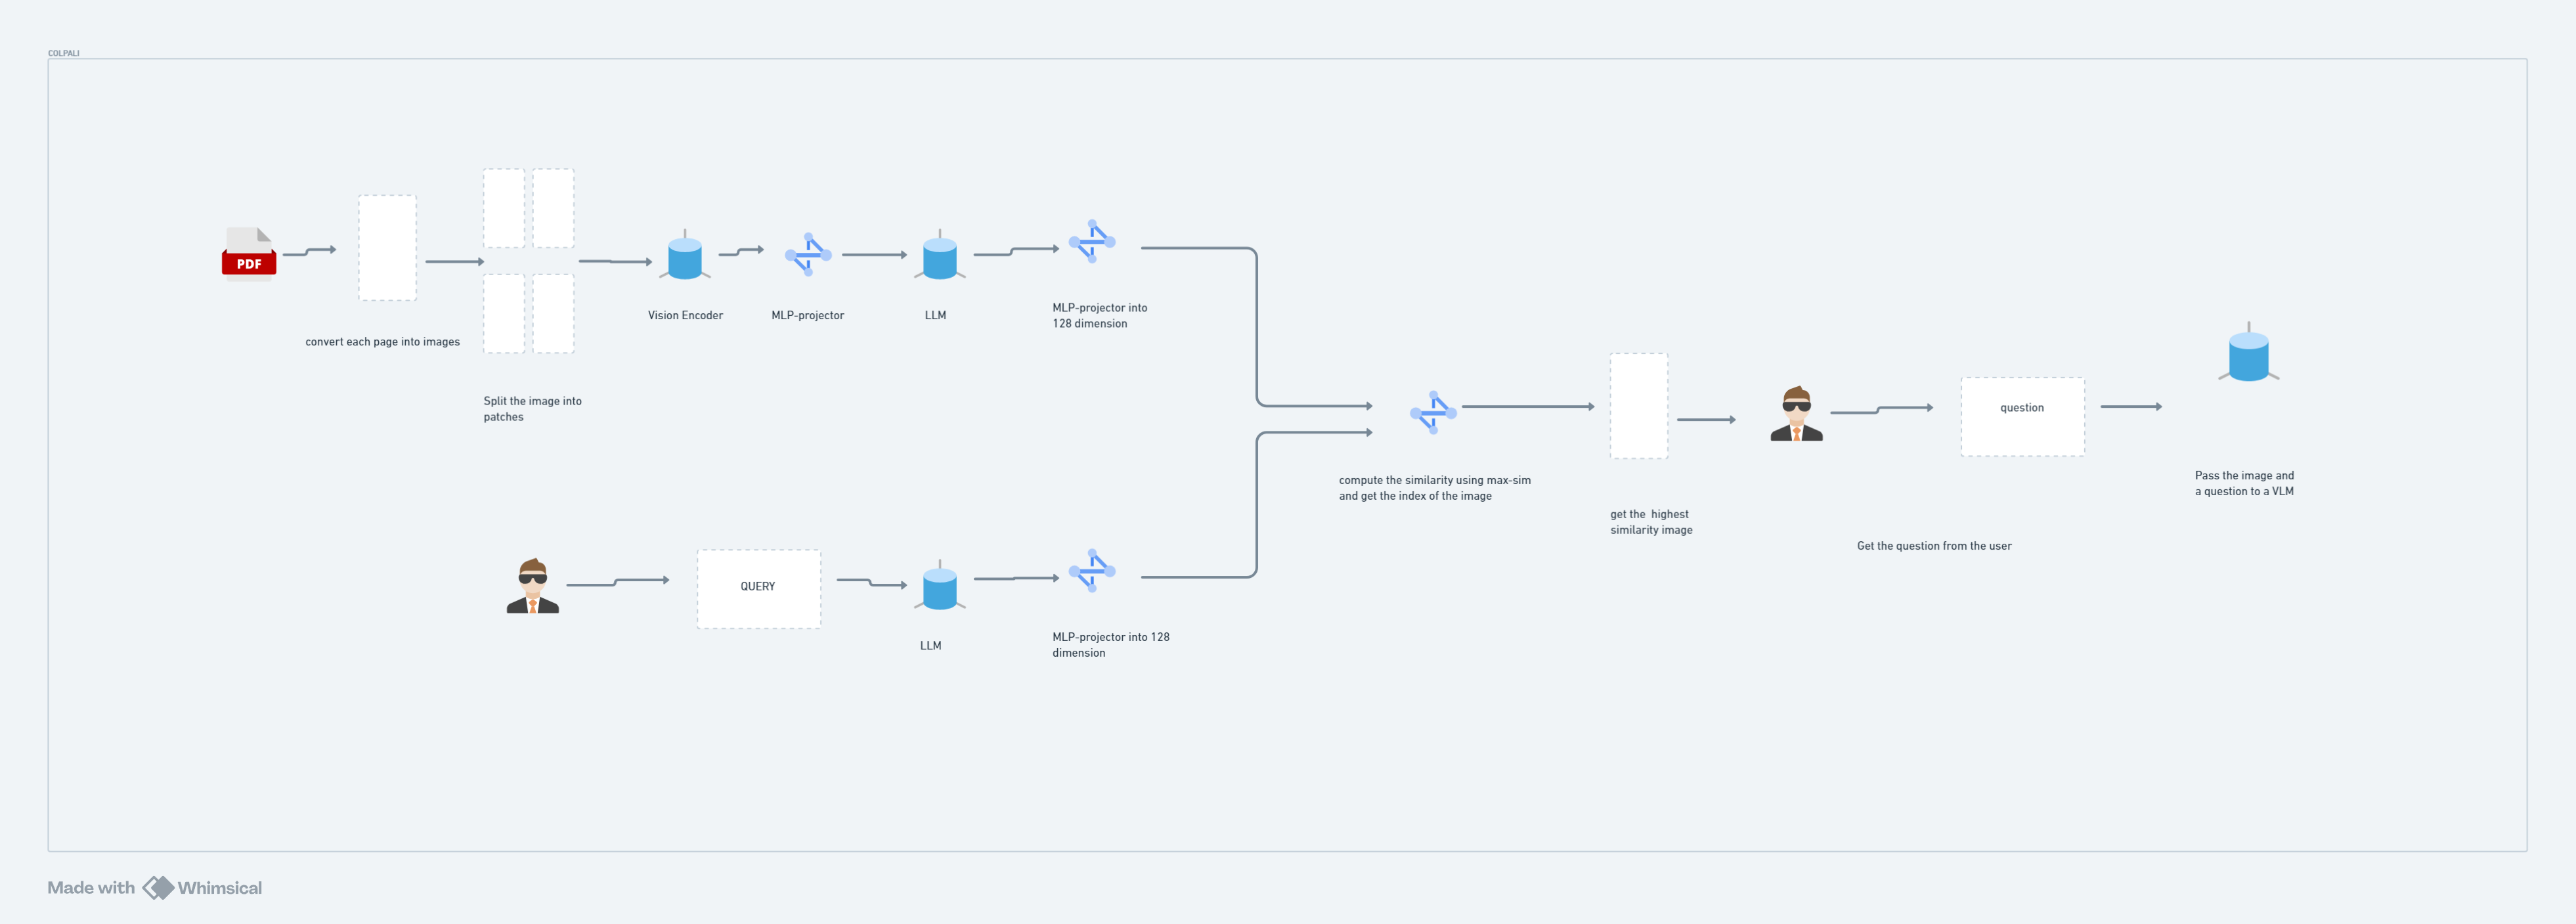 COLPALI
PDF
convert each page into images
Split the image into
patches
Vision Encoder
MLP-projector
LLM
MLP-projector into
128 dimension
QUERY
LLM
MLP-projector into 128
dimension
compute the similarity using max-sim
and get the index of the image
get the  highest
similarity image
question
Get the question from the user
Pass the image and
a question to a VLM
Made with Whimsical